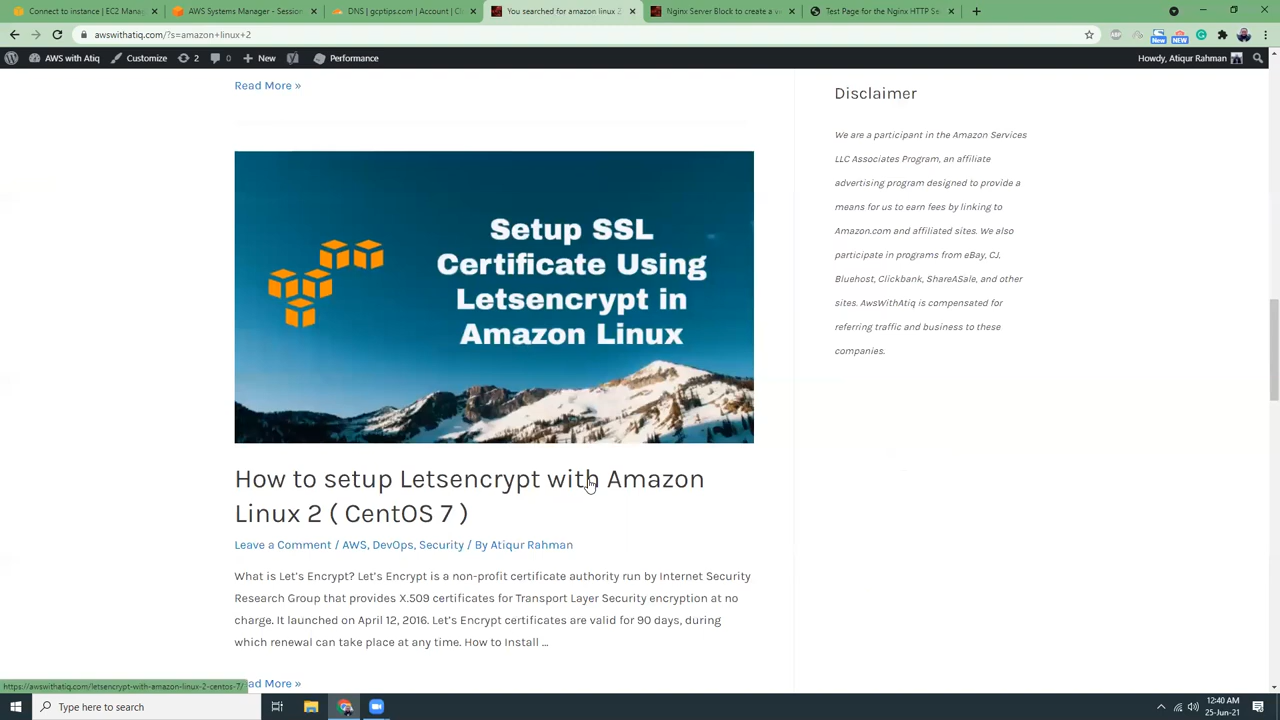 Connect to instance | EC2 Manag
AWS Management Console
DNS | gcptips.com | Account | Clo
You searched for amazon linux 2
Nginx Server Block to create a vi
Test Page for the Nginx HTTP Se
awswithatiq.com/?s=amazon+linux+2
New
NEW
AWS with Atiq
Customize
2
0
New
Performance
Howdy, Atiqur Rahman
Read More »
Setup SSL
Certificate Using
Letsencrypt in
Amazon Linux
How to setup Letsencrypt with Amazon
Linux 2 ( CentOS 7 )
Leave a Comment / AWS, DevOps, Security / By Atiqur Rahman
What is Let's Encrypt? Let's Encrypt is a non-profit certificate authority run by Internet Security
Research Group that provides X.509 certificates for Transport Layer Security encryption at no
charge. It launched on April 12, 2016. Let's Encrypt certificates are valid for 90 days, during
which renewal can take place at any time. How to Install …
ad More »
Disclaimer
We are a participant in the Amazon Services
LLC Associates Program, an affiliate
advertising program designed to provide a
means for us to earn fees by linking to
Amazon.com and affiliated sites. We also
participate in programs from eBay, CJ,
Bluehost, Clickbank, ShareASale, and other
sites. AwsWithAtiq is compensated for
referring traffic and business to these
companies.
https://awswithatiq.com/letsencrypt-with-amazon-linux-2-centos-7/
Type here to search
12:40 AM
25-Jun-21